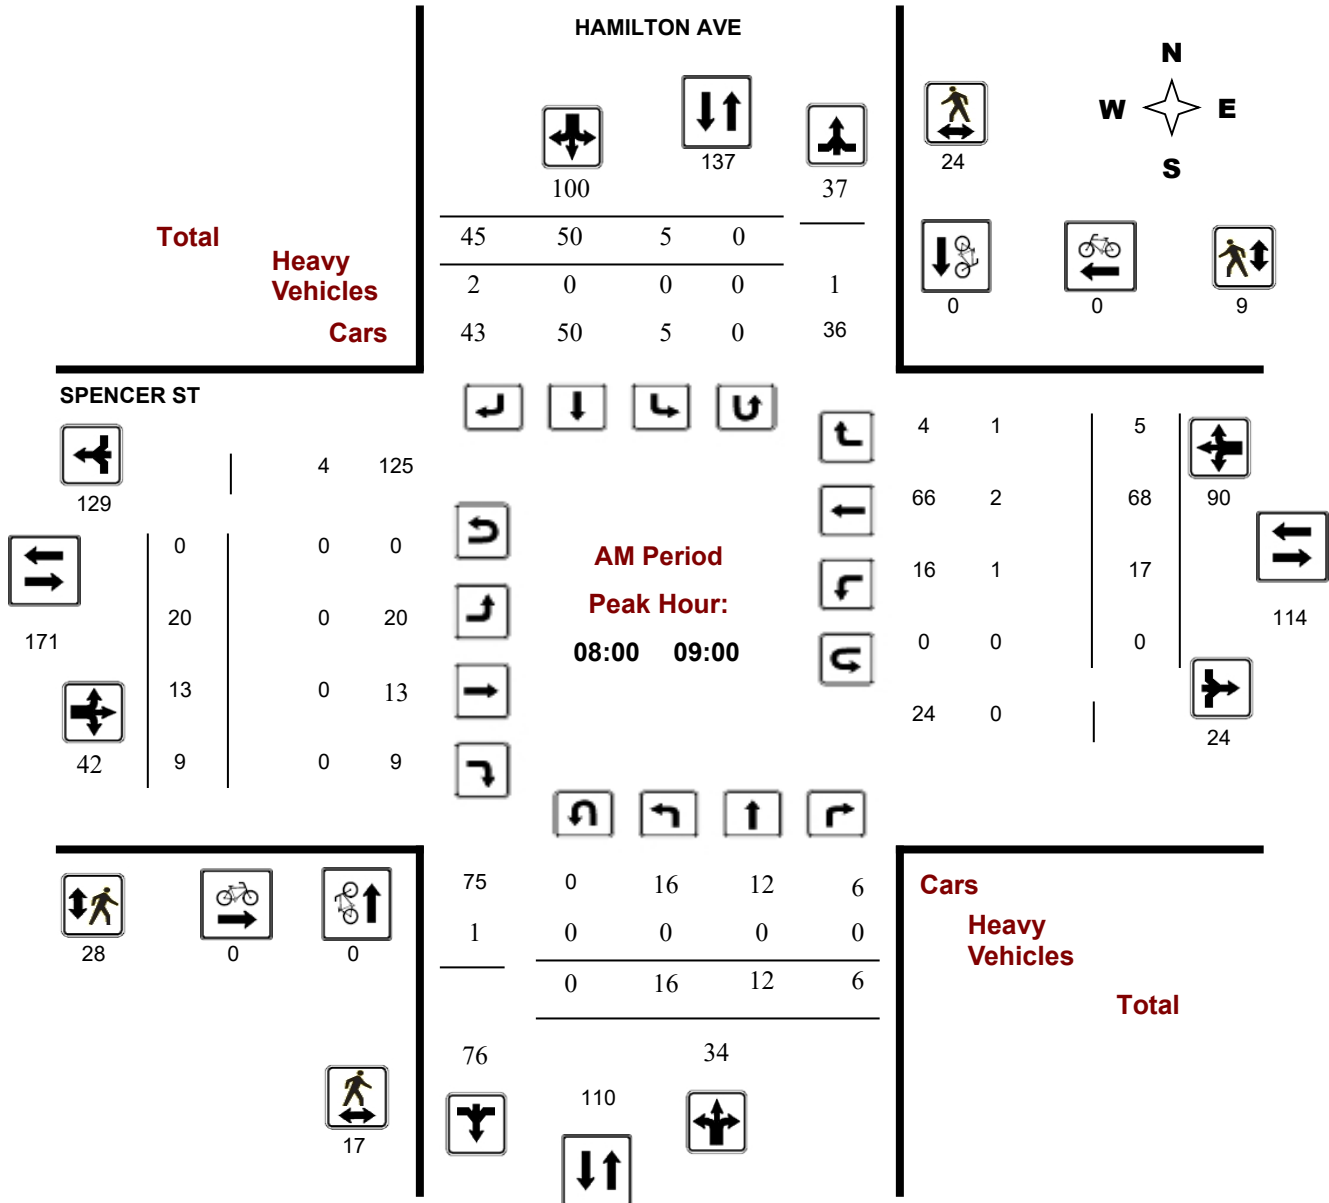 HAMILTON AVE
N
W E
S
137
24
100
37
Total
45 50 5 0
Heavy
Vehicles
2 0 0 0 1
0 0 9
Cars
43 50 5 0 36
SPENCER ST
4 1 5
4 125
129
66 2 68 90
0 0 0
AM Period
16 1 17
Peak Hour:
20 0 20
114
171
08:00 09:00
0 0 0
13 0 13
24 0
24
42 9 0 9
75 0 16 12 6
Cars
1 0 0 0 0
Heavy
Vehicles
28 0 0
0 16 12 6
Total
76 34
110
17